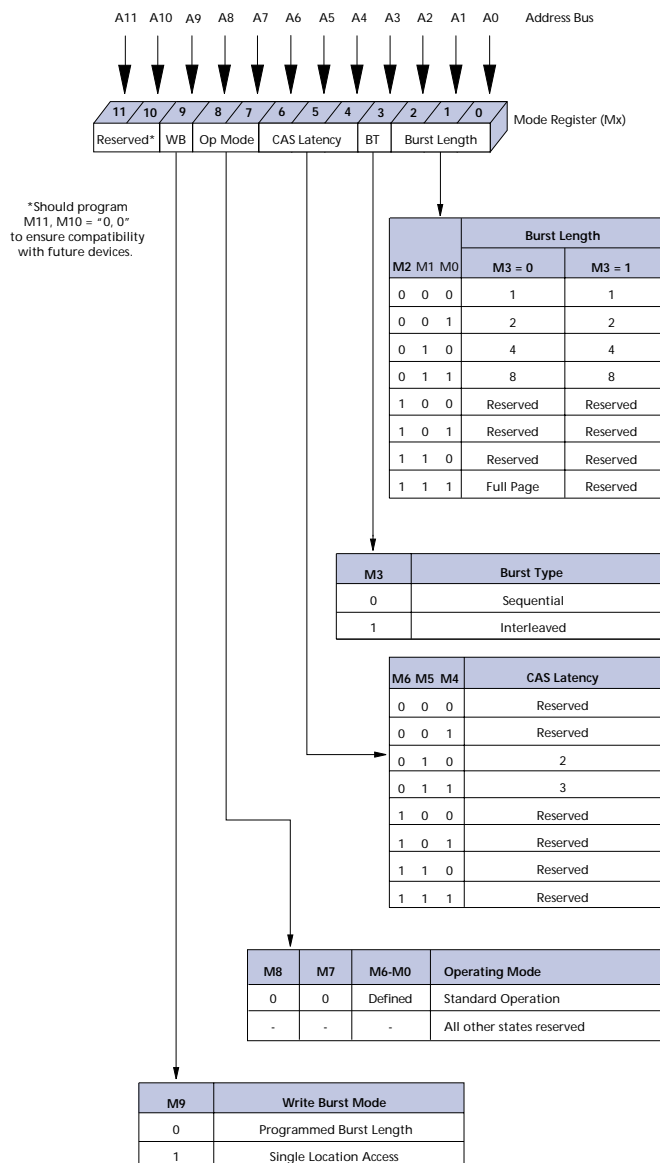 A11 A10 A9 A8 A7 A6 A5 A4 A3 A2 A1 A0 Address Bus
11 10 9 8 7 6 5 4 3 2 1 0
Mode Register (Mx)
Reserved* WB Op Mode CAS Latency BT Burst Length
*Should program
M11, M10 = “0, 0”
to ensure compatibility
with future devices.
Burst Length
M2 M1 M0 M3 = 0 M3 = 1
0 0 0 1 1
0 0 1 2 2
0 1 0 4 4
0 1 1 8 8
1 0 0 Reserved Reserved
1 0 1 Reserved Reserved
1 1 0 Reserved Reserved
1 1 1 Full Page Reserved
M3 Burst Type
0 Sequential
1 Interleaved
M6 M5 M4 CAS Latency
0 0 0 Reserved
0 0 1 Reserved
0 1 0 2
0 1 1 3
1 0 0 Reserved
1 0 1 Reserved
1 1 0 Reserved
1 1 1 Reserved
M8 M7 M6-M0 Operating Mode
0 0 Defined Standard Operation
- - - All other states reserved
M9 Write Burst Mode
0 Programmed Burst Length
1 Single Location Access